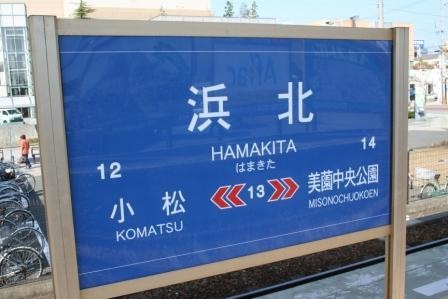 浜北
HAMAKITA
はまきた
12
14
13
小松
KOMATSU
美薗中央公園
MISONOCHUOKOEN